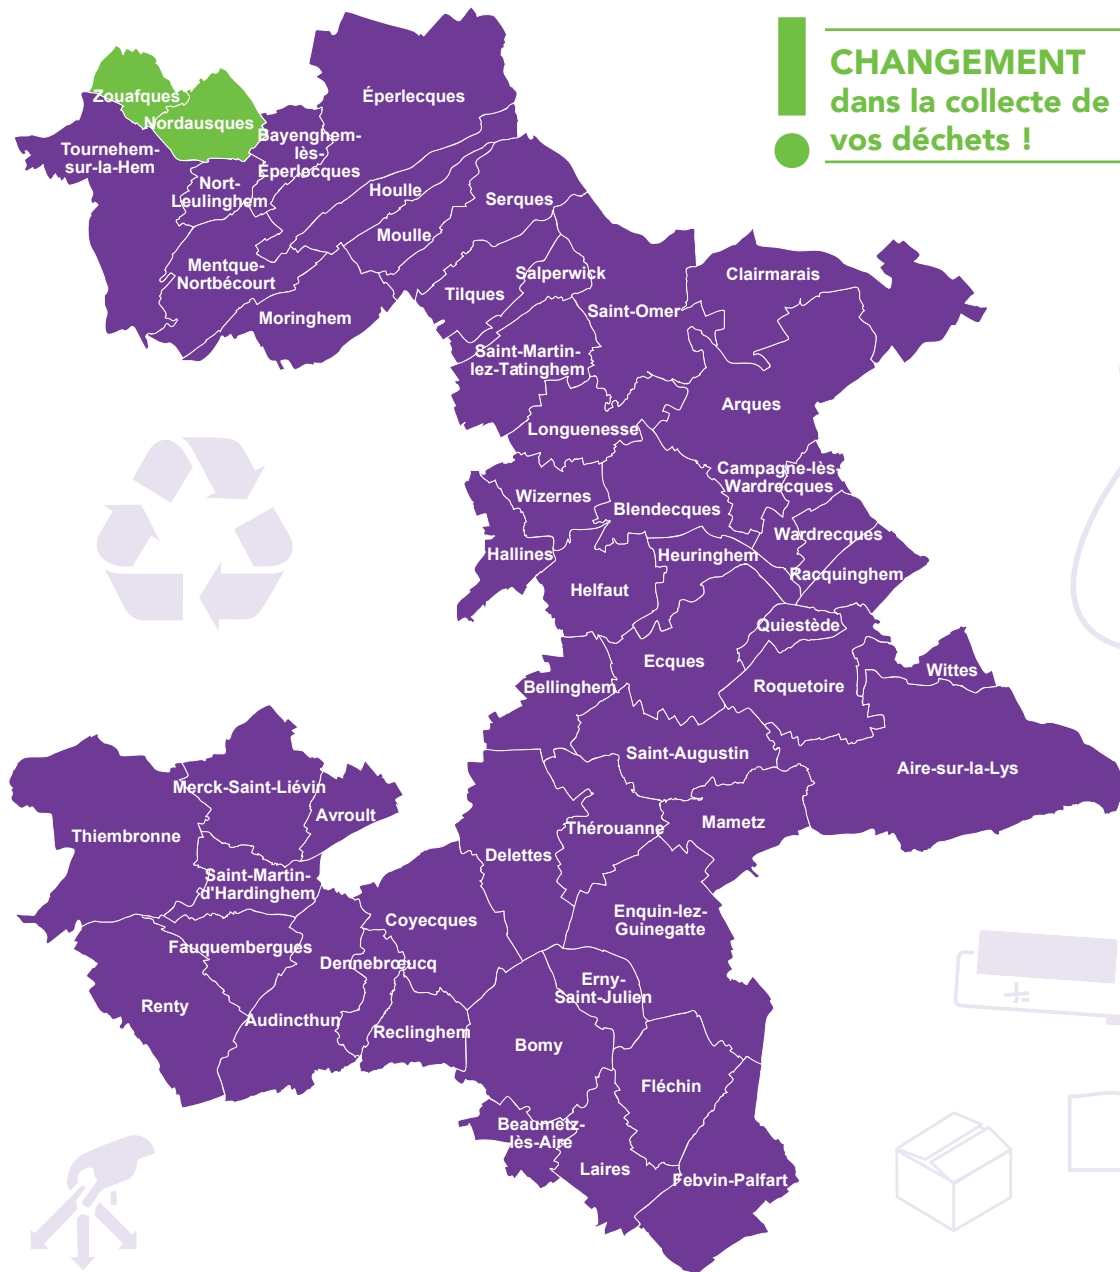 CHANGEMENT
dans la collecte de
vos déchets !
Zouafques
Nordausques
Éperlecques
Bayenghem-
lès-
Éperlecques
Tournehem-
sur-la-Hem
Nort-
Leulinghem
Houlle
Serques
Moulle
Mentque-
Nortbécourt
Salperwick
Clairmarais
Tilques
Saint-Omer
Moringhem
Saint-Martin-
lez-Tatinghem
Arques
Longuenesse
Campagne-lès-
Wardrecques
Wizernes
Blendecques
Wardrecques
Hallines
Heuringhem
Racquinghem
Helfaut
Quiestède
Ecques
Wittes
Bellinghem
Roquetoire
Saint-Augustin
Aire-sur-la-Lys
Merck-Saint-Liévin
Avroult
Thiembronne
Thérouanne
Mametz
Delettes
Saint-Martin-
d'Hardinghem
Coyecques
Enquin-lez-
Guinegatte
Fauquembergues
Dennebrœucq
Erny-
Saint-Julien
Renty
Audincthun
Reclinghem
Bomy
Fléchin
Beaumetz-
lès-Aire
Laires
Febvin-Palfart